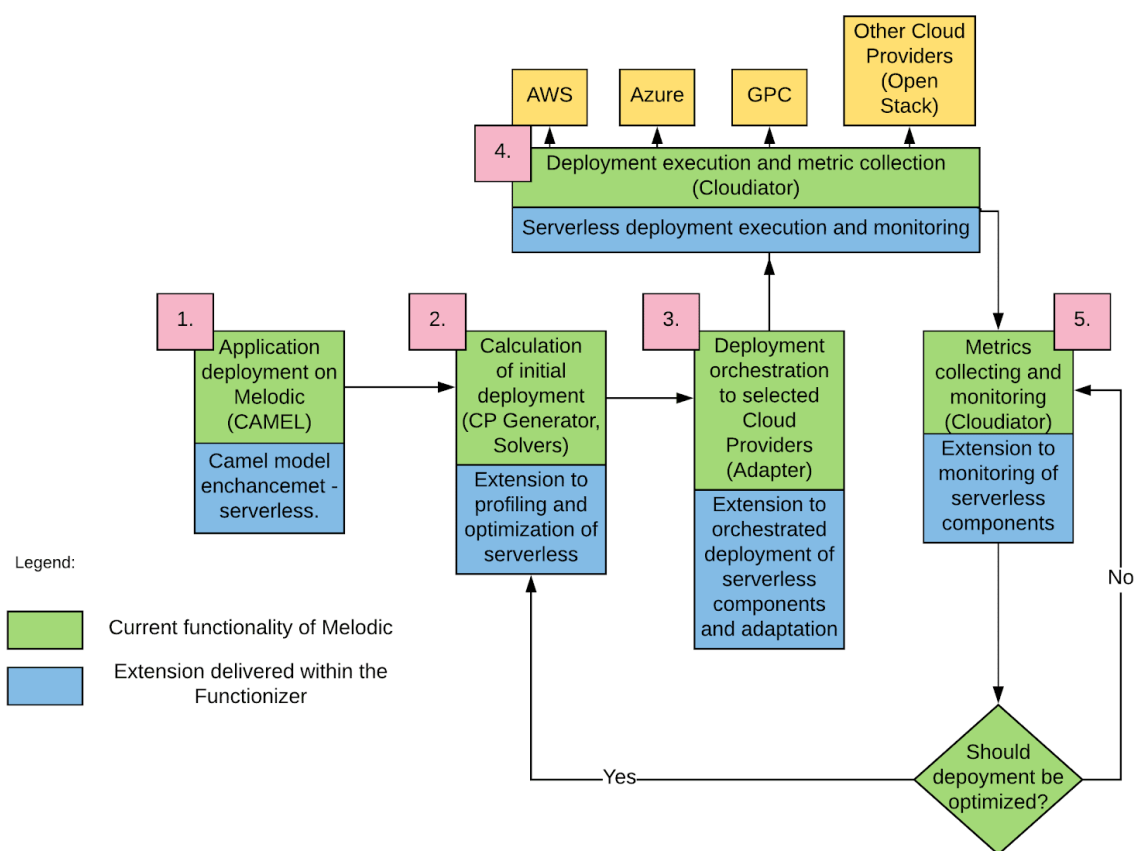 Other Cloud
Providers
(Open
Stack)
AWS
Azure
GPC
4.
Deployment execution and metric collection
(Cloudiator)
Serverless deployment execution and monitoring
1.
Application
deployment on
Melodic
(CAMEL)
Camel model
enchancemet -
serverless.
2.
Calculation
of initial
deployment
(CP Generator,
Solvers)
Extension to
profiling and
optimization of
serverless
3.
Deployment
orchestration
to selected
Cloud
Providers
(Adapter)
Extension to
orchestrated
deployment of
serverless
components
and adaptation
5.
Metrics
collecting and
monitoring
(Cloudiator)
Extension to
monitoring of
serverless
components
No
Should
depoyment be
optimized?
Yes
Legend:
Current functionality of Melodic
Extension delivered within the
Functionizer